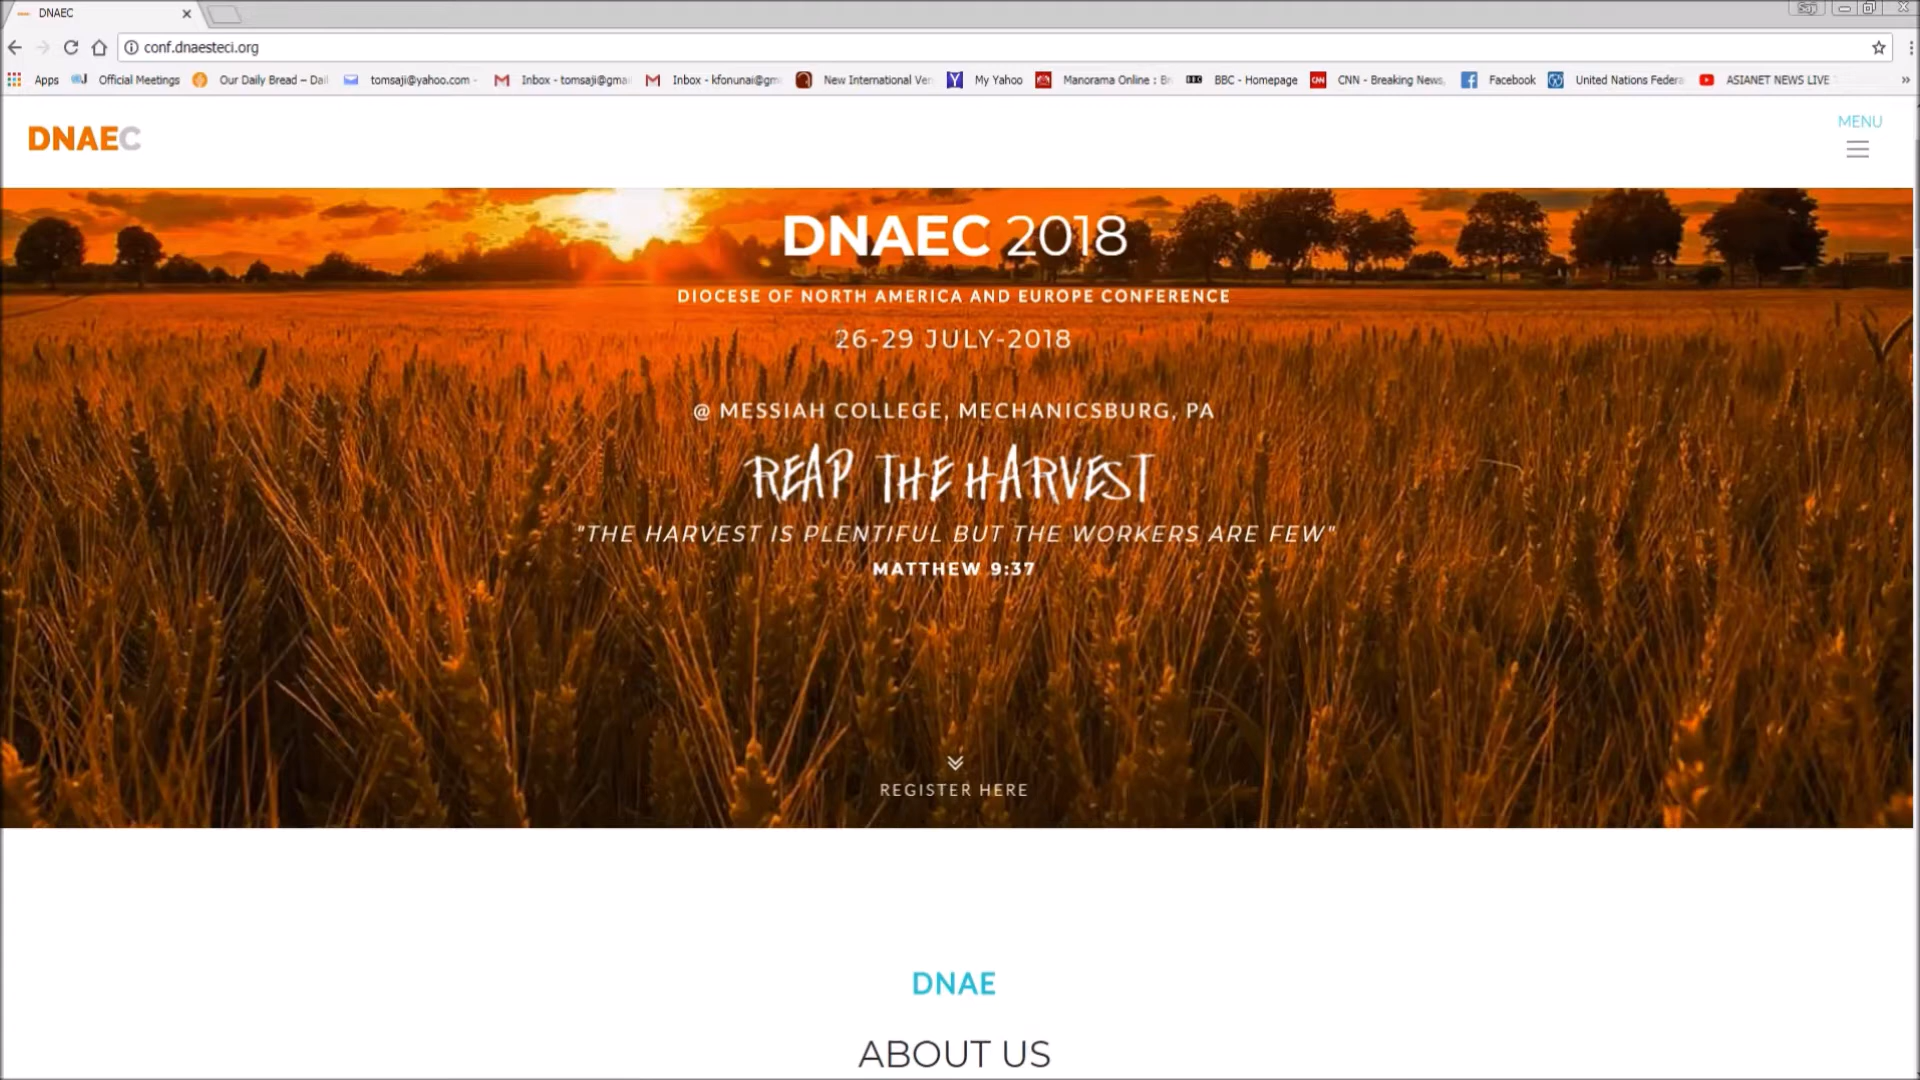 DNAEC
conf.dnaesteci.org
Apps
Official Meetings
Our Daily Bread – Dail
tomsaji@yahoo.com -
Inbox - tomsaji@gmai
Inbox - kfonunai@gm
New International Ver
My Yahoo
Manorama Online : Br
BBC - Homepage
CNN - Breaking News,
Facebook
United Nations Federa
ASIANET NEWS LIVE
DNAEC
MENU
DNAEC 2018
DIOCESE OF NORTH AMERICA AND EUROPE CONFERENCE
26-29 JULY-2018
@ MESSIAH COLLEGE, MECHANICSBURG, PA
REAP THE HARVEST
"THE HARVEST IS PLENTIFUL BUT THE WORKERS ARE FEW"
MATTHEW 9:37
REGISTER HERE
DNAE
ABOUT US